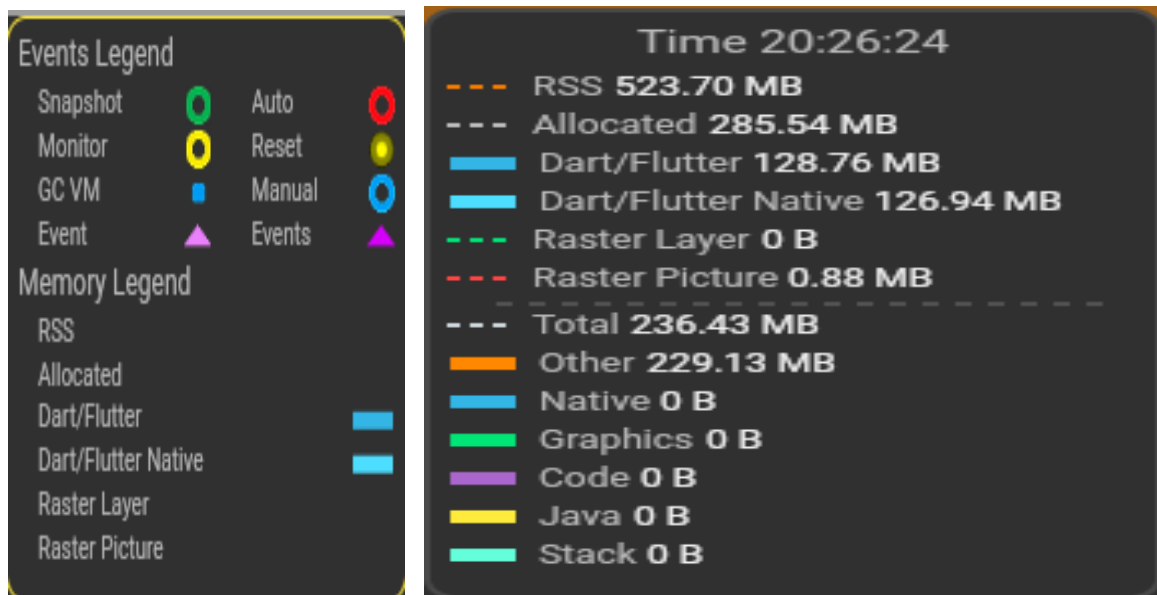 Events Legend
Snapshot Auto
Monitor Reset
GC VM Manual
Event Events
Memory Legend
RSS
Allocated
Dart/Flutter
Dart/Flutter Native
Raster Layer
Raster Picture
Time 20:26:24
RSS 523.70 MB
Allocated 285.54 MB
Dart/Flutter 128.76 MB
Dart/Flutter Native 126.94 MB
Raster Layer 0 B
Raster Picture 0.88 MB
Total 236.43 MB
Other 229.13 MB
Native 0 B
Graphics 0 B
Code 0 B
Java 0 B
Stack 0 B